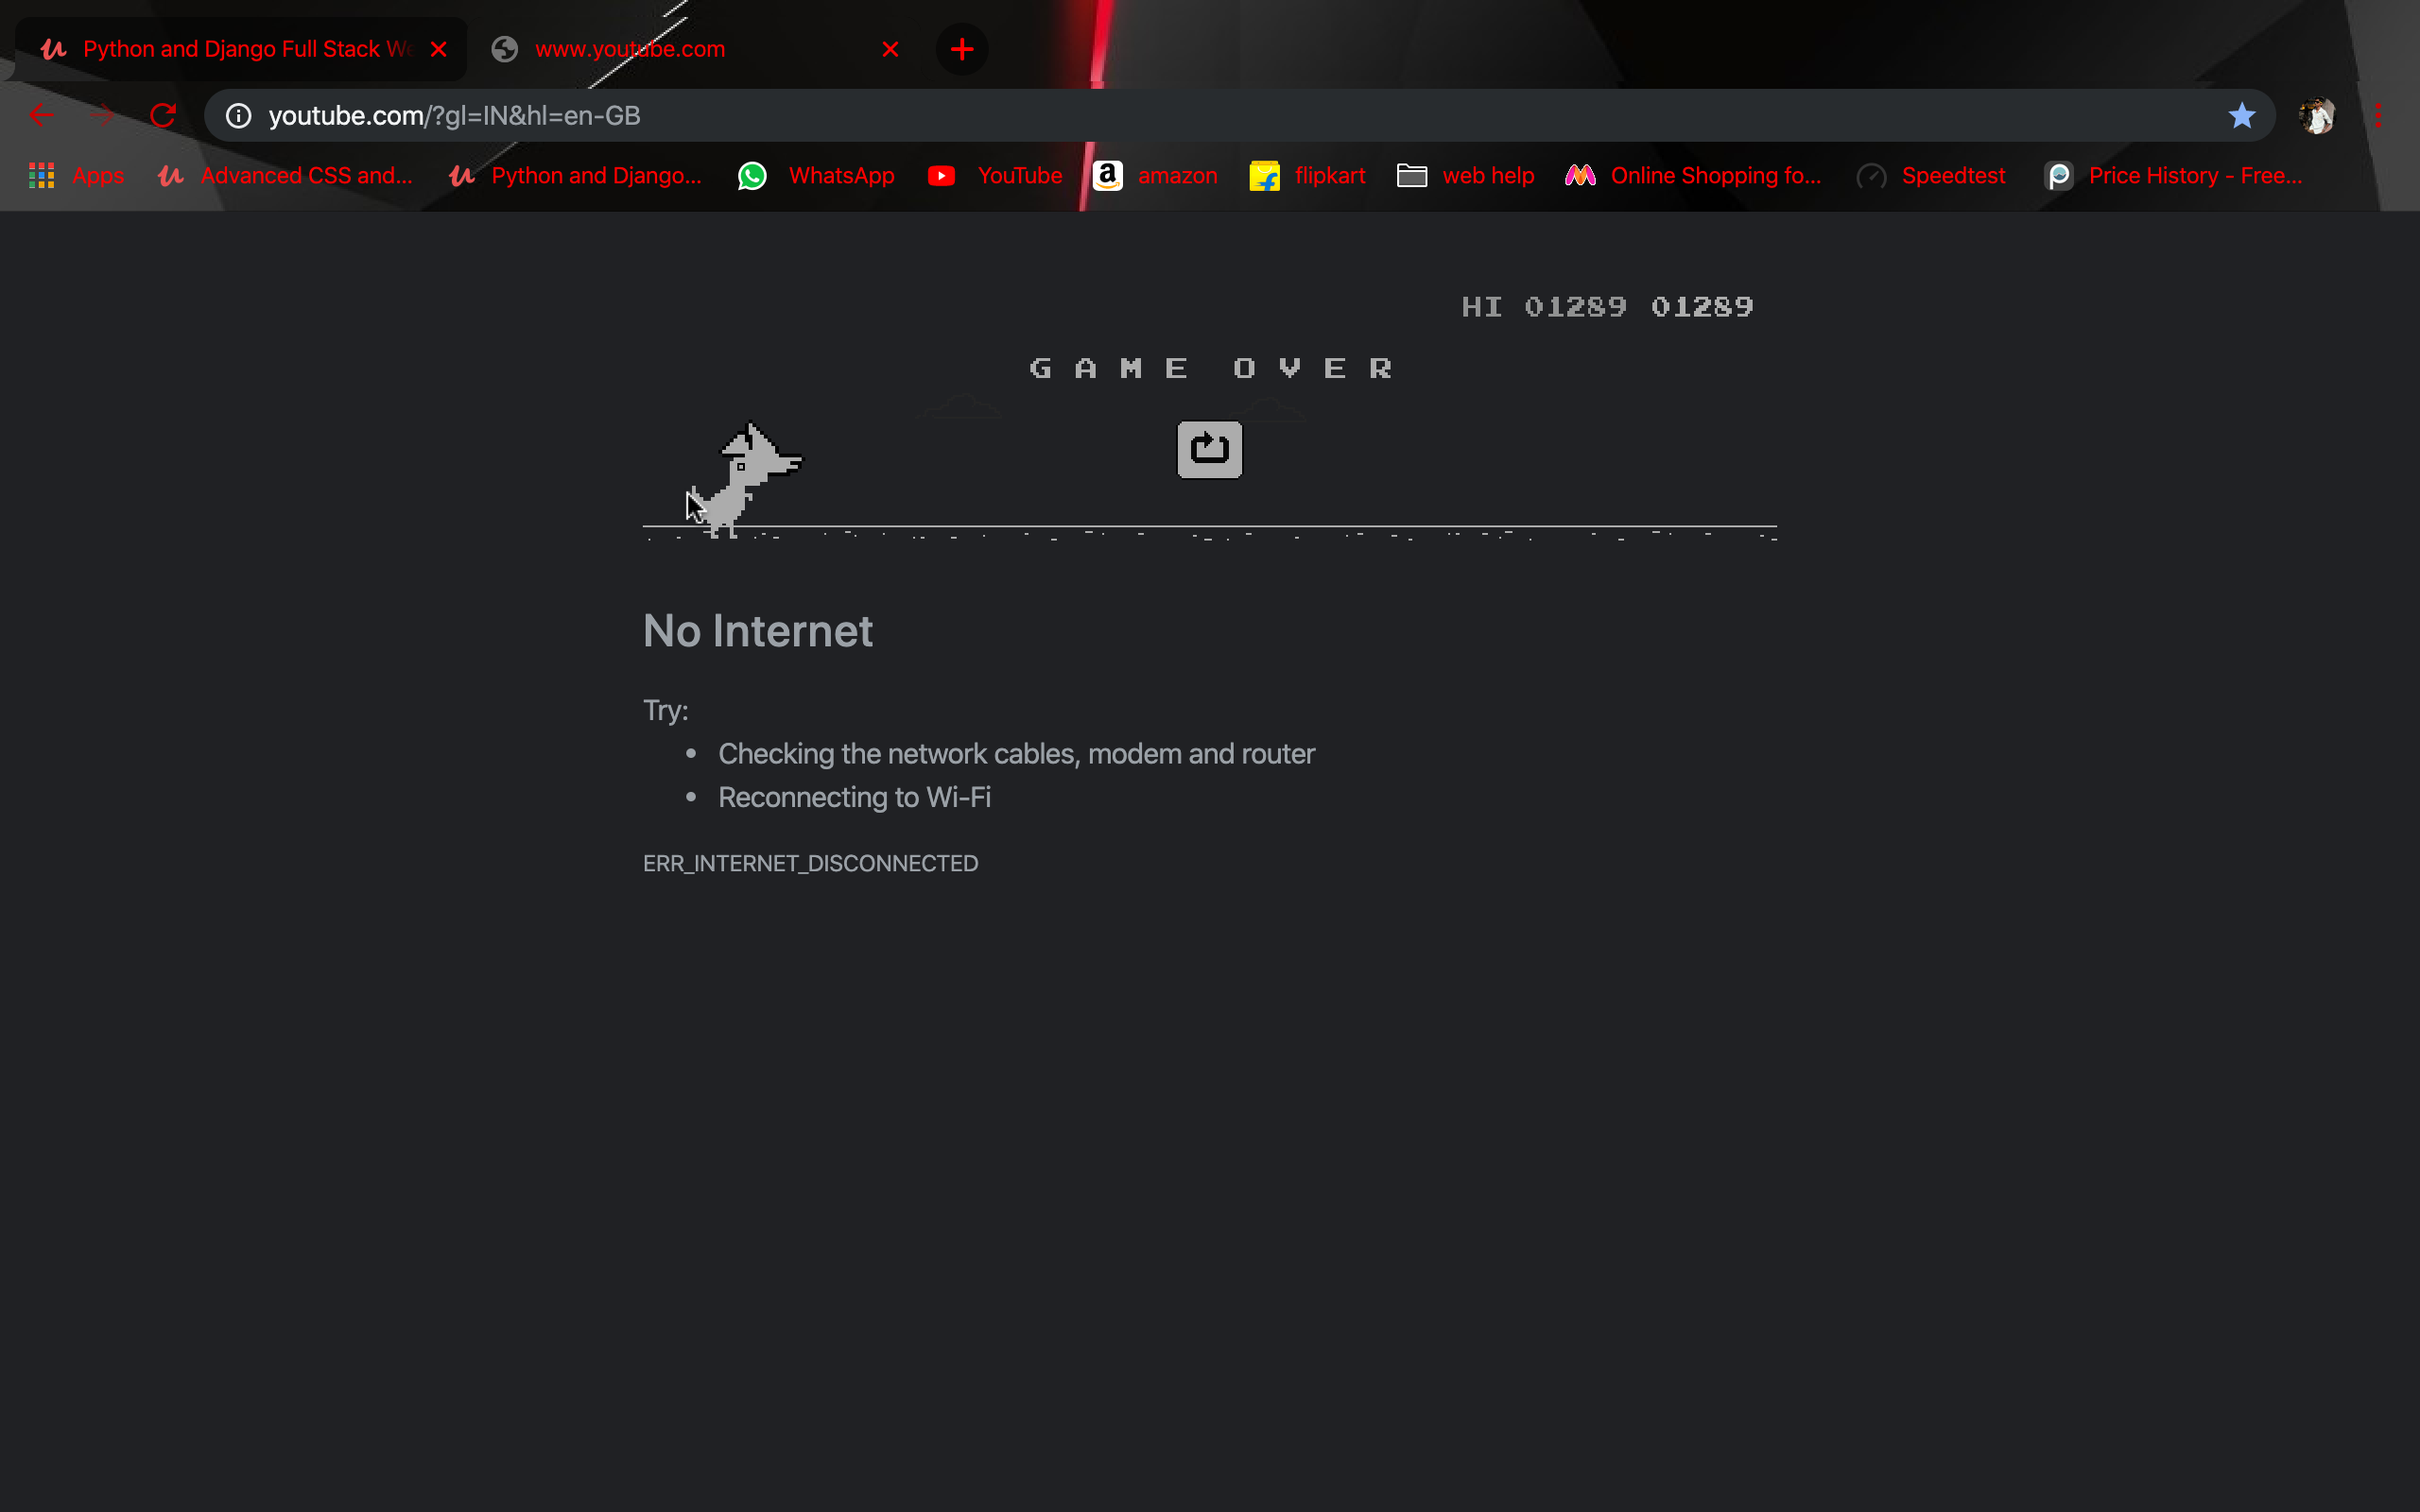 Python and Django Full Stack We
www.youtube.com
youtube.com/?gl=IN&hl=en-GB
Apps
Advanced CSS and...
Python and Django...
WhatsApp
YouTube
amazon
flipkart
web help
Online Shopping fo...
Speedtest
Price History - Free...
HI 01289 01289
GAME OVER
No Internet
Try:
• Checking the network cables, modem and router
• Reconnecting to Wi-Fi
ERR_INTERNET_DISCONNECTED